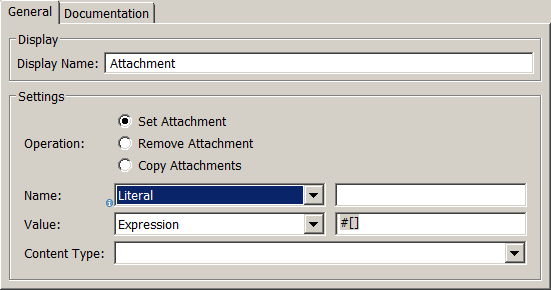 General Documentation
Display
Display Name: Attachment
Settings
Operation:
Set Attachment
Remove Attachment
Copy Attachments
Name: Literal
Value: Expression #[]
Content Type: